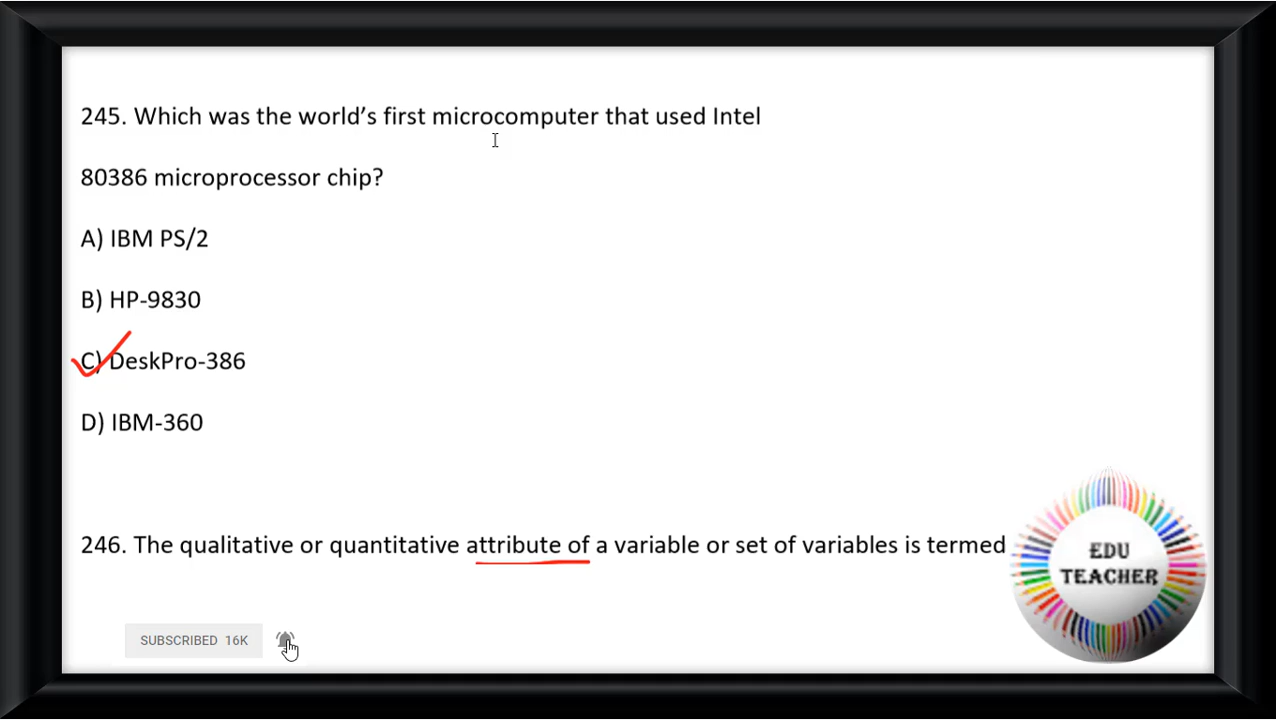 245. Which was the world’s first microcomputer that used Intel
80386 microprocessor chip?
A) IBM PS/2
B) HP-9830
C) DeskPro-386
D) IBM-360
246. The qualitative or quantitative attribute of a variable or set of variables is termed
EDU
TEACHER
SUBSCRIBED 16K